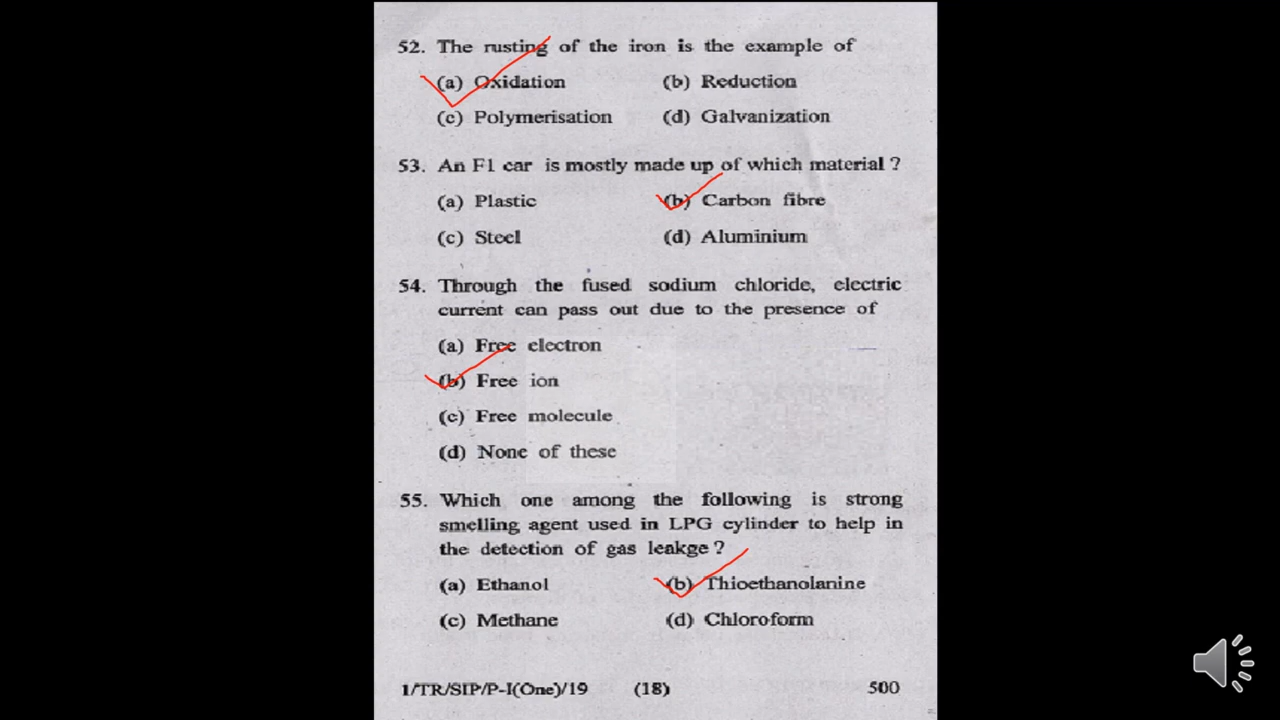 52. The rusting of the iron is the example of
(a) Oxidation (b) Reduction
(c) Polymerisation (d) Galvanization
53. An F1 car is mostly made up of which material ?
(a) Plastic (b) Carbon fibre
(c) Steel (d) Aluminium
54. Through the fused sodium chloride, electric
current can pass out due to the presence of
(a) Free electron
(b) Free ion
(c) Free molecule
(d) None of these
55. Which one among the following is strong
smelling agent used in LPG cylinder to help in
the detection of gas leakge ?
(a) Ethanol (b) Thioethanolanine
(c) Methane (d) Chloroform
1/TR/SIP/P-I(One)/19 (18) 500